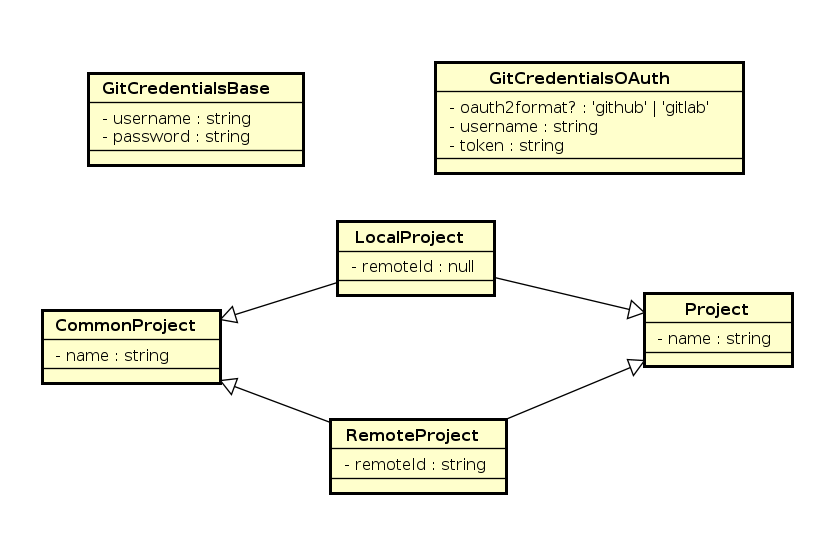 GitCredentialsBase
- username : string
- password : string
GitCredentialsOAuth
- oauth2format? : 'github' | 'gitlab'
- username : string
- token : string
LocalProject
- remoteId : null
CommonProject
- name : string
Project
- name : string
RemoteProject
- remoteId : string